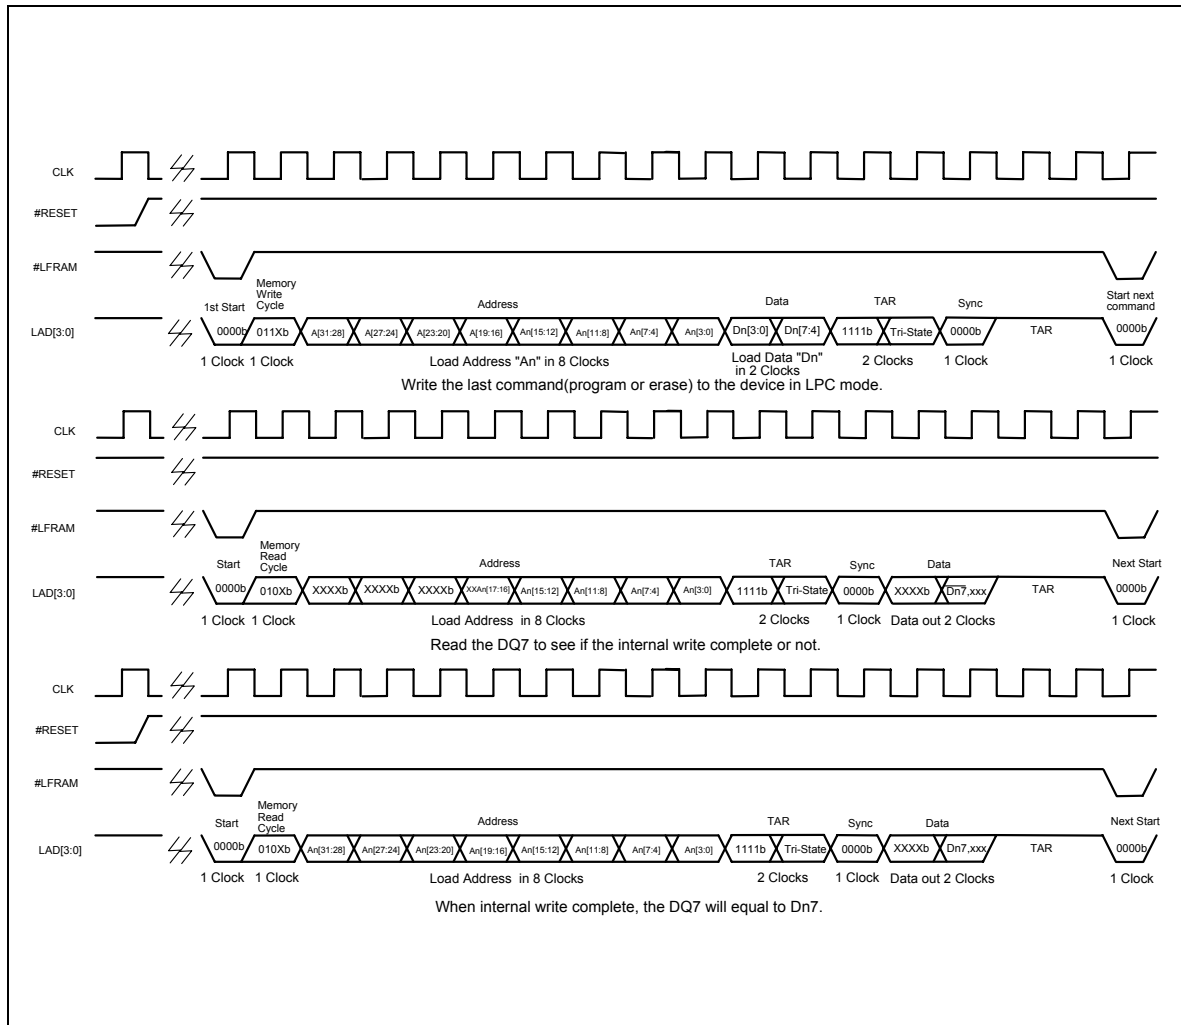 CLK
#RESET
#LFRAM
1st Start
Memory
Write
Cycle
Address
Data
TAR
Sync
Start next
command
LAD[3:0]
0000b 011Xb A[31:28] A[27:24] A[23:20] A[19:16] An[15:12] An[11:8] An[7:4] An[3:0] Dn[3:0] Dn[7:4] 1111b Tri-State 0000b TAR 0000b
1 Clock 1 Clock Load Address "An" in 8 Clocks Load Data "Dn"
in 2 Clocks
2 Clocks 1 Clock 1 Clock
Write the last command(program or erase) to the device in LPC mode.
CLK
#RESET
#LFRAM
Start
Memory
Read
Cycle
Address
TAR
Sync
Data
Next Start
LAD[3:0]
0000b 010Xb XXXXb XXXXb XXXXb XXAn[17:16] An[15:12] An[11:8] An[7:4] An[3:0] 1111b Tri-State 0000b XXXXb D̅n̅7̅,xxx TAR 0000b
1 Clock 1 Clock Load Address in 8 Clocks 2 Clocks 1 Clock Data out 2 Clocks 1 Clock
Read the DQ7 to see if the internal write complete or not.
CLK
#RESET
#LFRAM
Start
Memory
Read
Cycle
Address
TAR
Sync
Data
Next Start
LAD[3:0]
0000b 010Xb An[31:28] An[27:24] An[23:20] An[19:16] An[15:12] An[11:8] An[7:4] An[3:0] 1111b Tri-State 0000b XXXXb Dn7,xxx TAR 0000b
1 Clock 1 Clock Load Address in 8 Clocks 2 Clocks 1 Clock Data out 2 Clocks 1 Clock
When internal write complete, the DQ7 will equal to Dn7.